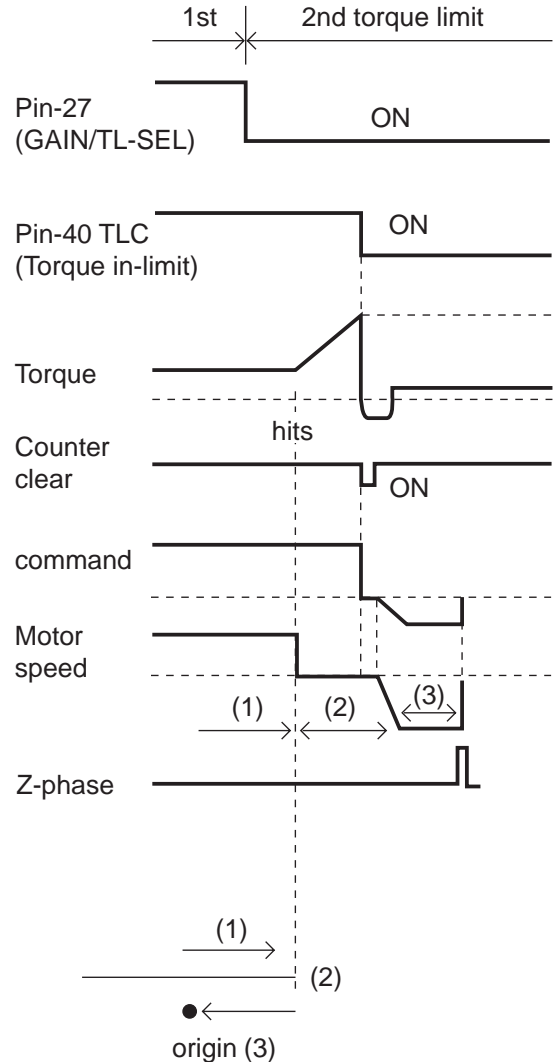 1st 2nd torque limit
Pin-27
(GAIN/TL-SEL)
ON
Pin-40 TLC
(Torque in-limit)
ON
Torque
hits
Counter
clear
ON
command
Motor
speed
(1) (2) (3)
Z-phase
(1)
(2)
origin (3)